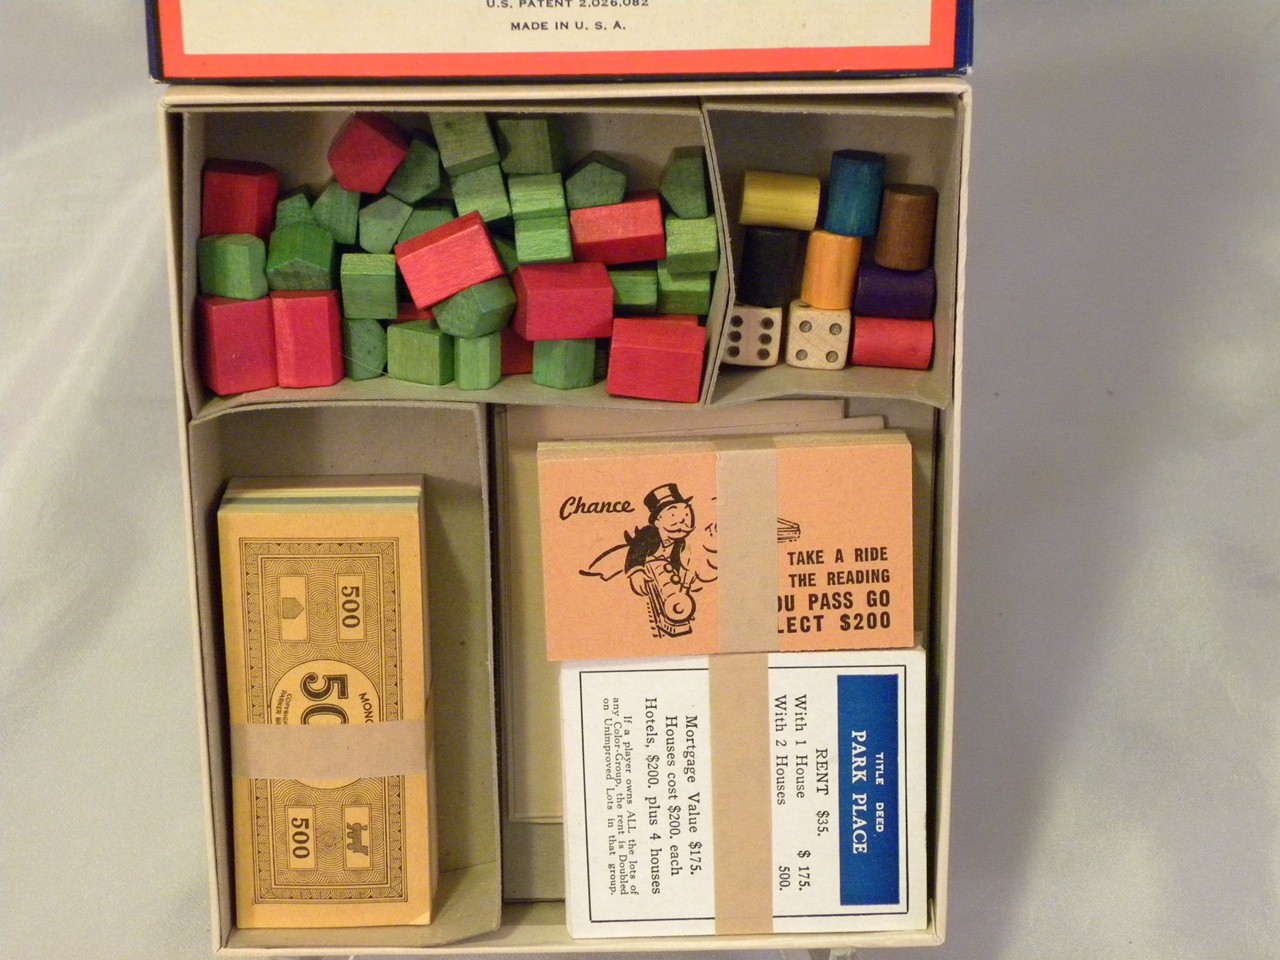 U.S. PATENT 2,026,082
MADE IN U. S. A.
Chance
TAKE A RIDE
THE READING
OU PASS GO
LECT $200
500
50
MONO
500
TITLE DEED
PARK PLACE
RENT $35.
With 1 House $ 175.
With 2 Houses 500.
Mortgage Value $175.
Houses cost $200. each
Hotels, $200. plus 4 houses
If a player owns ALL the lots of
any Color-Group, the rent is Doubled
on Unimproved Lots in that group.